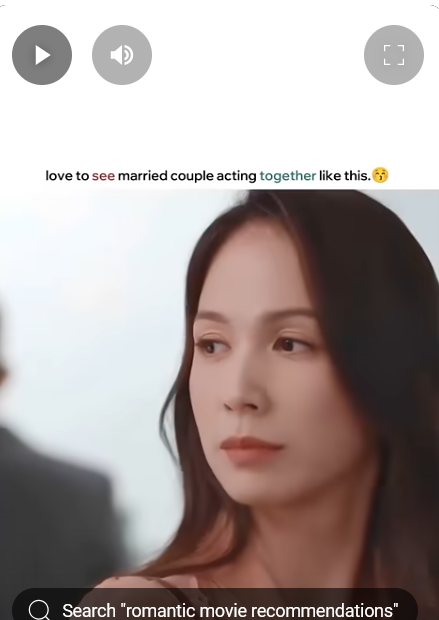 love to see married couple acting together like this.😚
Search "romantic movie recommendations"